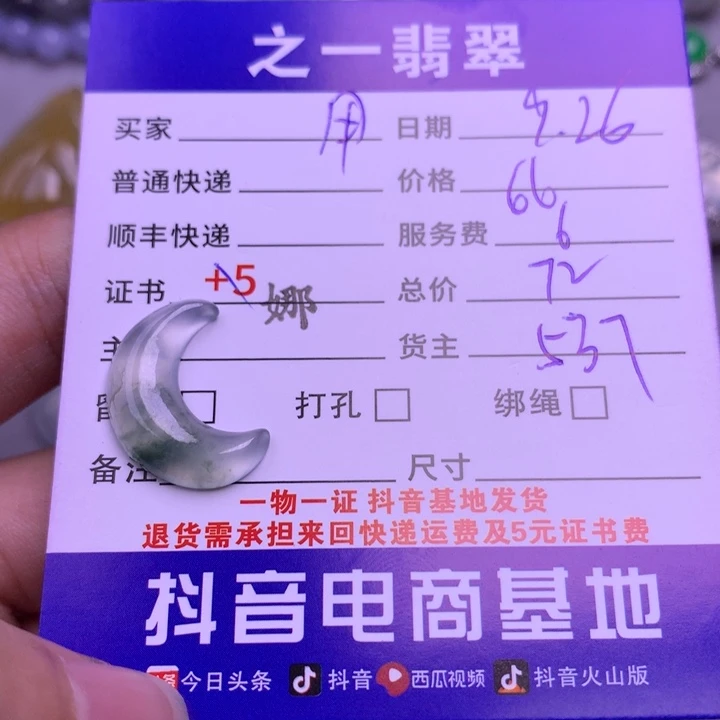 之一翡翠
买家 用 日期 9.26
普通快递 价格 66
顺丰快递 服务费 6
证书 +5 娜 总价 72
主 货主 537
留 打孔 绑绳
备注 尺寸
一物一证 抖音基地发货
退货需承担来回快递运费及5元证书费
抖音电商基地
今日头条 抖音 西瓜视频 抖音火山版